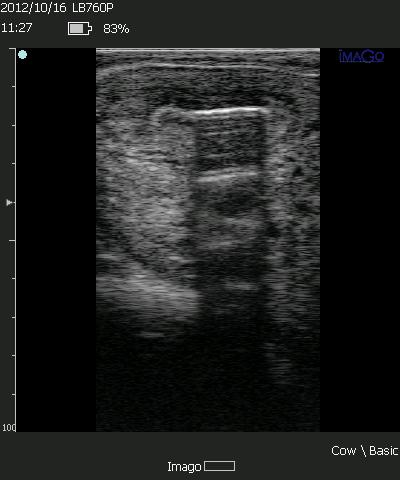 2012/10/16 LB760P
11:27 83%
iMAGO
100
Cow \ Basic
Imago